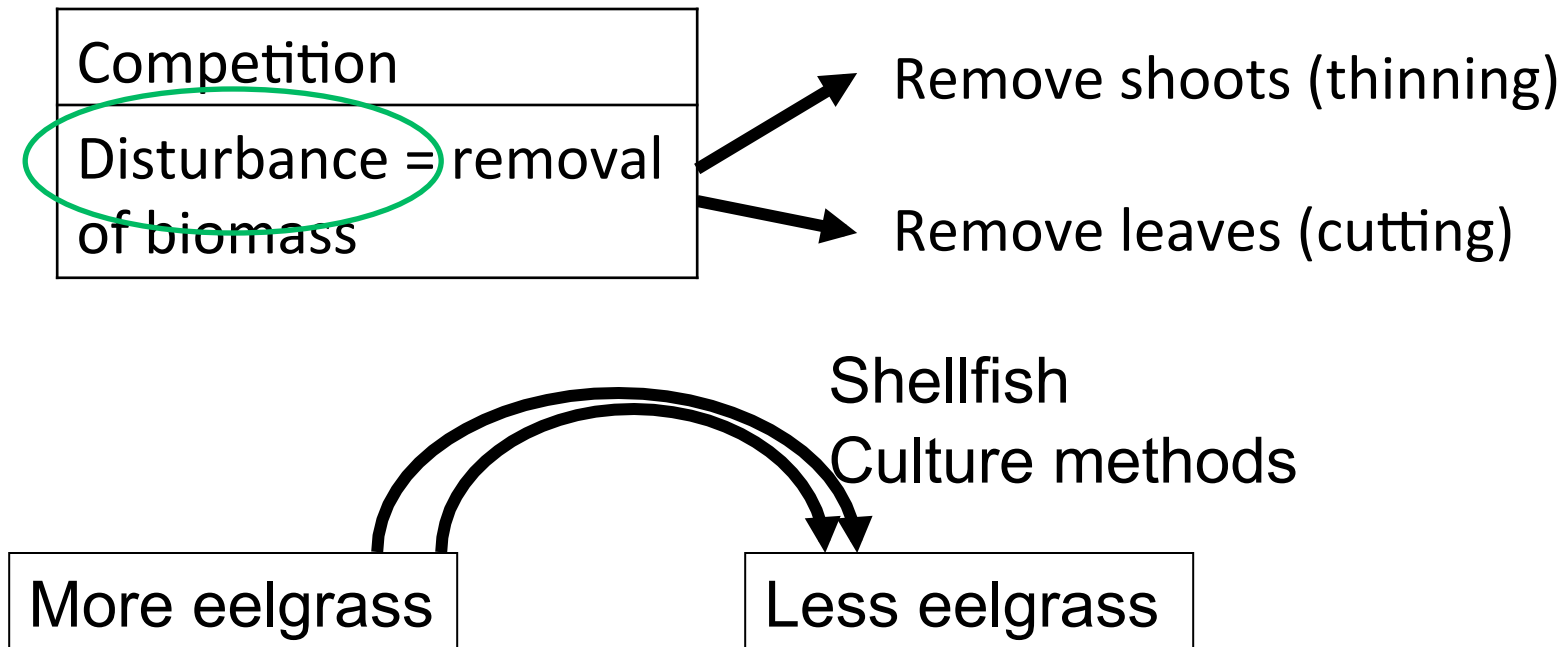 Competition
Disturbance = removal
of biomass
Remove shoots (thinning)
Remove leaves (cutting)
Shellfish
Culture methods
More eelgrass
Less eelgrass